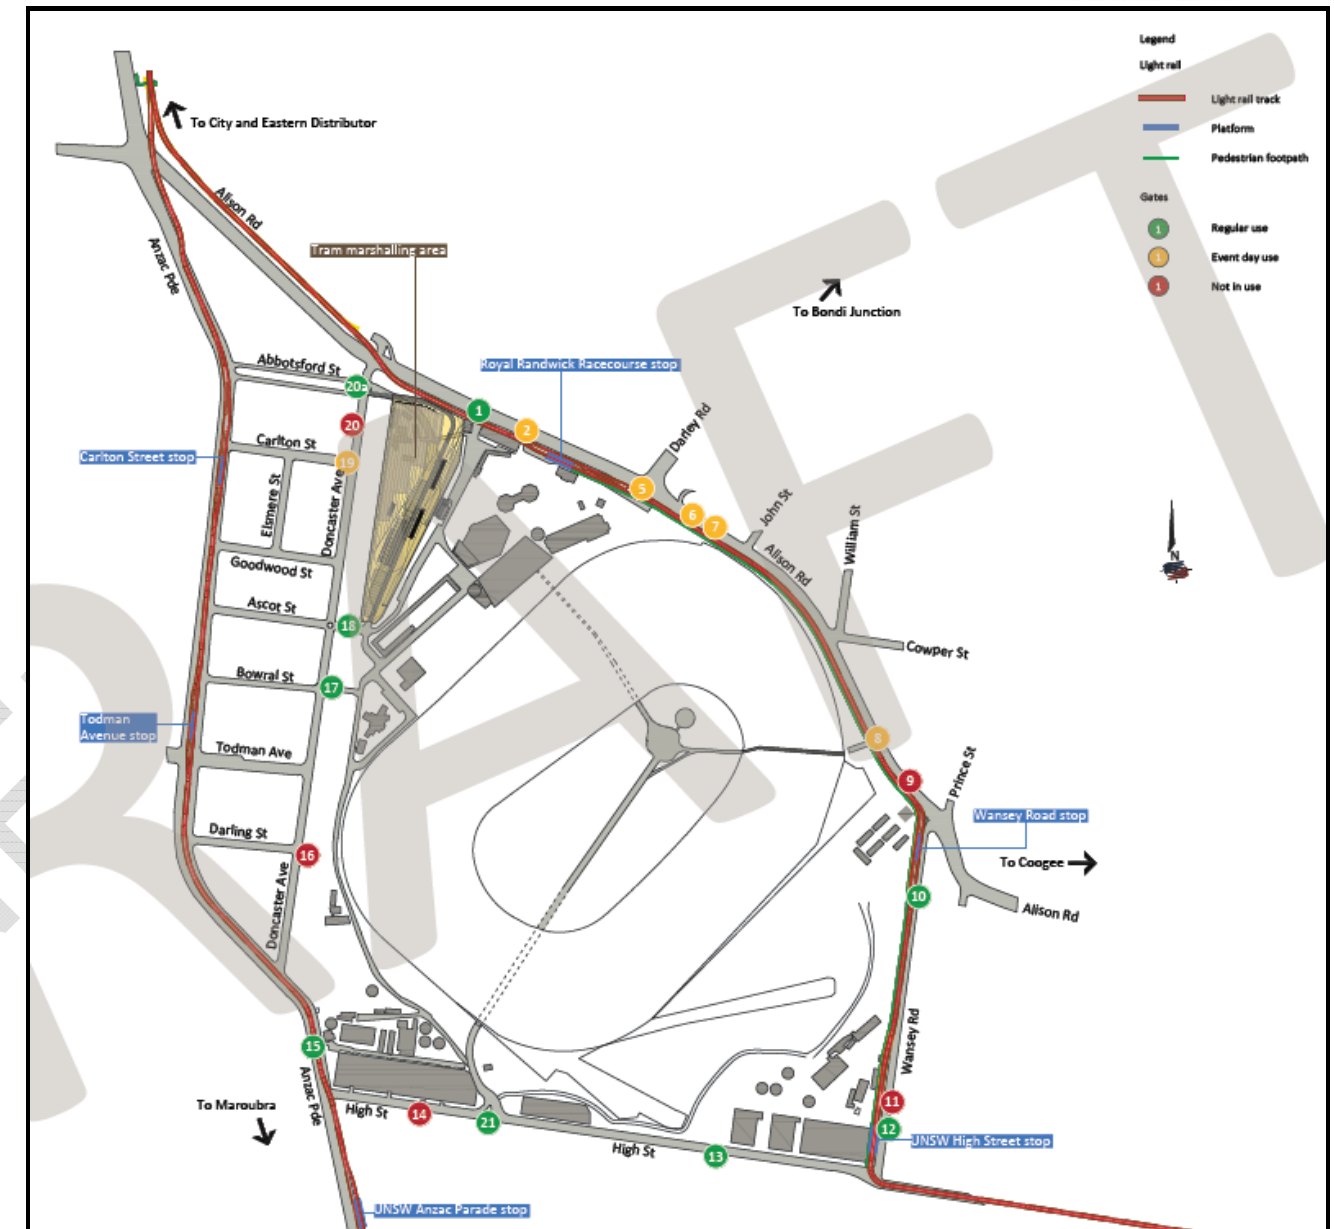 Legend
Light rail
Light rail track
Platform
Pedestrian footpath
Gates
1 Regular use
1 Event day use
1 Not in use
To City and Eastern Distributor
Alison Rd
Anzac Pde
Tram marshalling area
To Bondi Junction
Royal Randwick Racecourse stop
Abbotsford St
20a
1
2
20
Darley Rd
Carlton St
19
Carlton Street stop
Elsmere St
Doncaster Ave
5
6
7
John St
Alison Rd
William St
N
Goodwood St
Ascot St
18
Cowper St
Bowral St
17
Todman
Avenue stop
Todman Ave
8
9
Prince St
Wansey Road stop
Darling St
16
To Coogee
10
Alison Rd
Doncaster Ave
Wansey Rd
15
Anzac Pde
To Maroubra
High St
14
21
11
12
UNSW High Street stop
High St
13
UNSW Anzac Parade stop
DRAFT